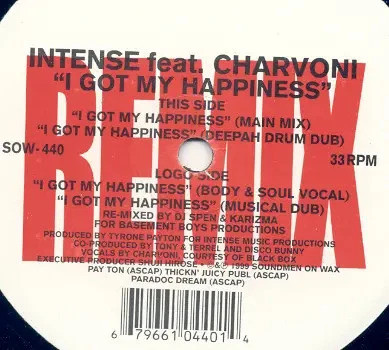 REMIX
INTENSE feat. CHARVONI
"I GOT MY HAPPINESS"
THIS SIDE
"I GOT MY HAPPINESS" (MAIN MIX)
"I GOT MY HAPPINESS" (DEEPAH DRUM DUB)
SOW-440
33 RPM
LOGO SIDE
"I GOT MY HAPPINESS" (BODY & SOUL VOCAL)
"I GOT MY HAPPINESS" (MUSICAL DUB)
RE-MIXED BY DJ SPEN & KARIZMA
FOR BASEMENT BOYS PRODUCTIONS
PRODUCED BY TYRONE PAYTON FOR INTENSE MUSIC PRODUCTIONS
CO-PRODUCED BY TONY & TERREL AND DISCO BUNNY
VOCALS BY CHARVONI, COURTESY OF BLACK BOX
EXECUTIVE PRODUCER SHUJI HIROSE • ℗ & © 1999 SOUNDMEN ON WAX
PAY TON (ASCAP) THICKN' JUICY PUBL (ASCAP)
PARADOC DREAM (ASCAP)
6 79661 04401 4